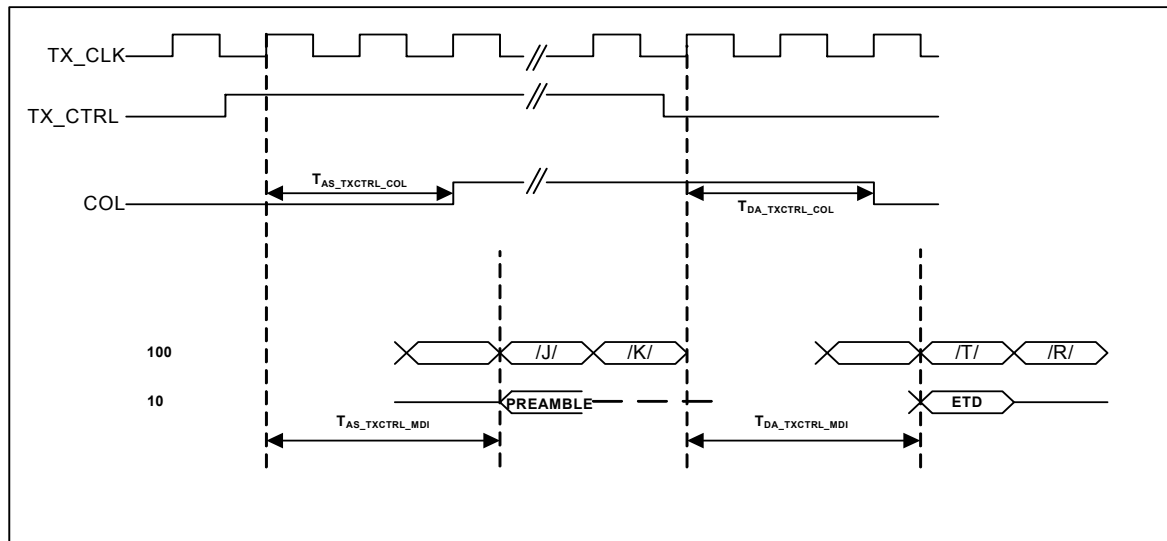 TX_CLK
TX_CTRL
T_AS_TXCTRL_COL
COL
T_DA_TXCTRL_COL
100
/J/
/K/
/T/
/R/
10
PREAMBLE
ETD
T_AS_TXCTRL_MDI
T_DA_TXCTRL_MDI